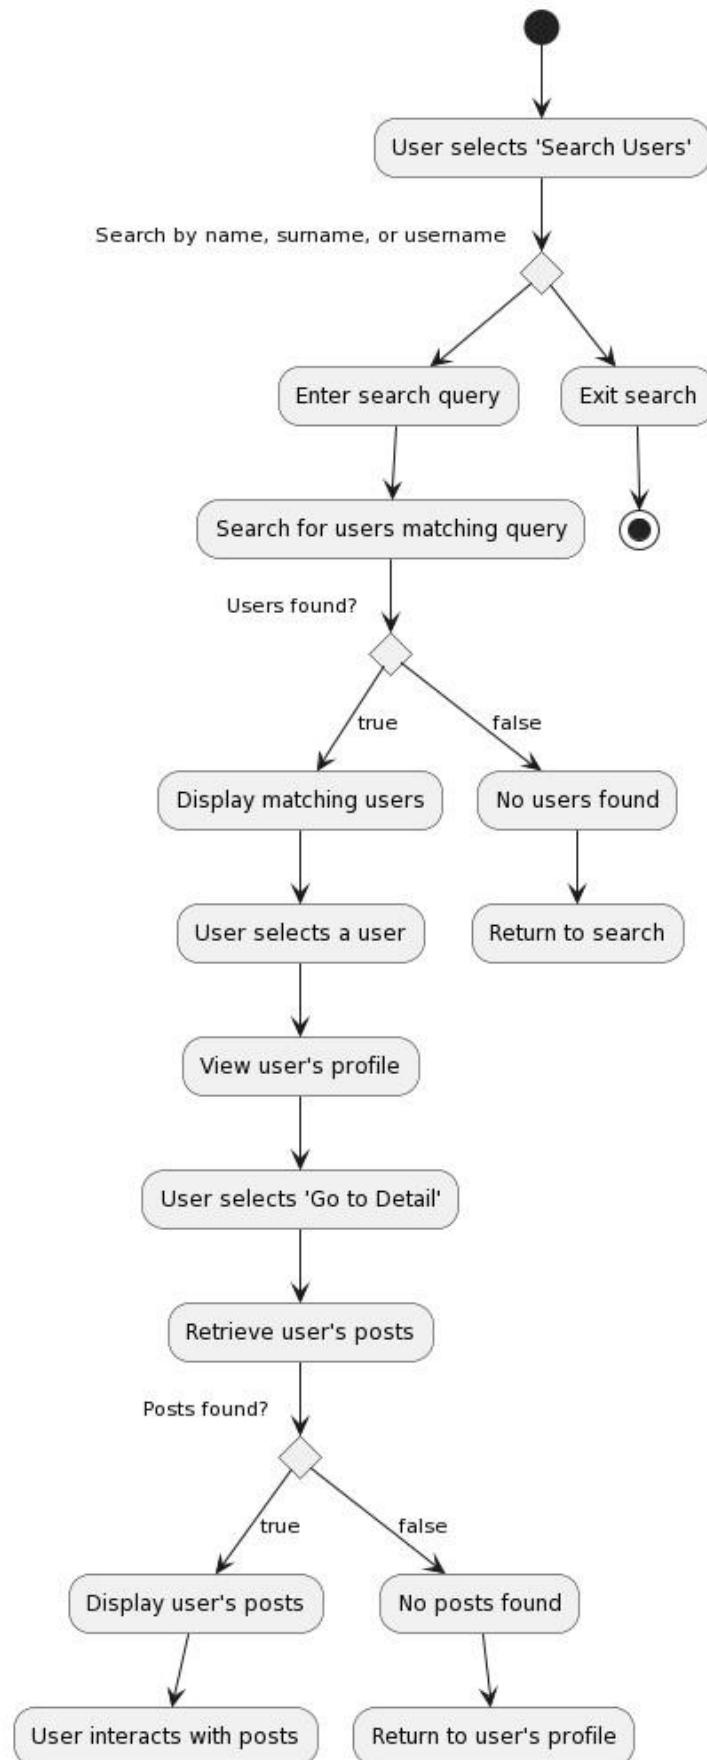 User selects 'Search Users'
Search by name, surname, or username
Enter search query
Exit search
Search for users matching query
Users found?
true
false
Display matching users
No users found
User selects a user
Return to search
View user's profile
User selects 'Go to Detail'
Retrieve user's posts
Posts found?
true
false
Display user's posts
No posts found
User interacts with posts
Return to user's profile